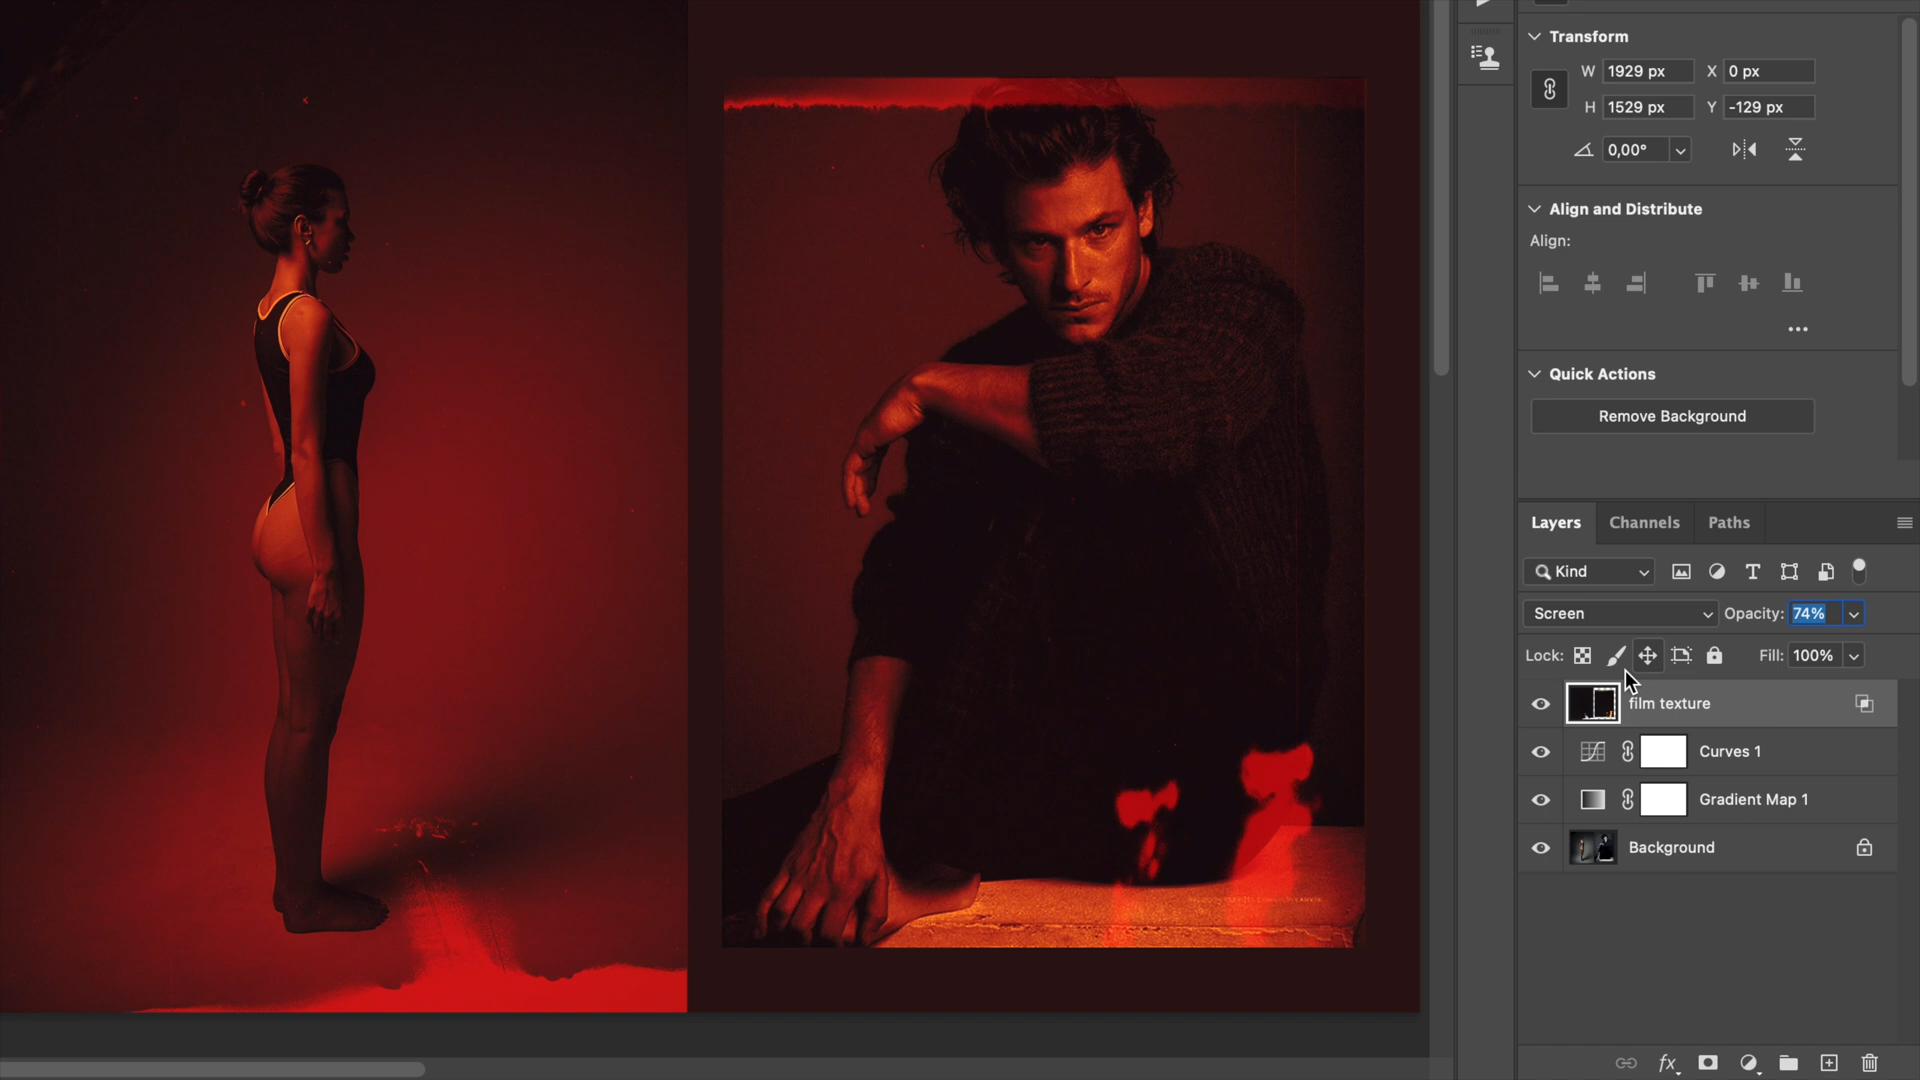 Transform
W 1929 px X 0 px
H 1529 px Y -129 px
0,00°
Align and Distribute
Align:
Quick Actions
Remove Background
Layers Channels Paths
Kind
Screen Opacity: 74%
Lock: Fill: 100%
film texture
Curves 1
Gradient Map 1
Background
fx